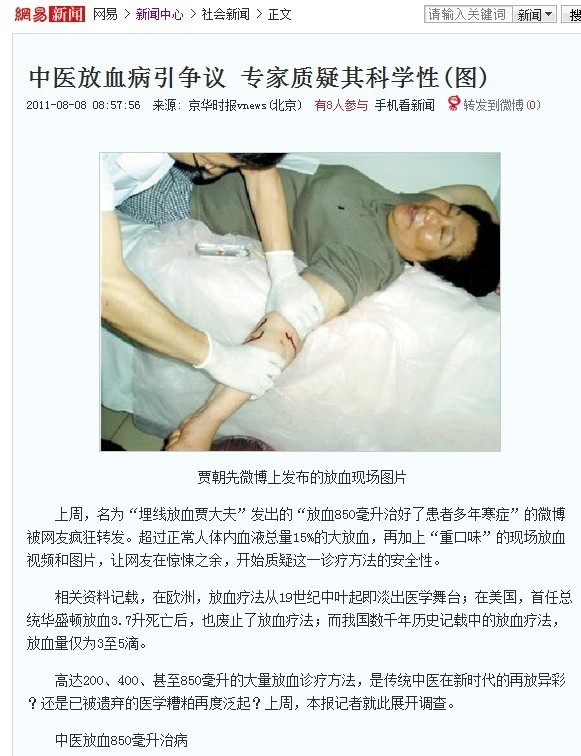 網易 新闻 网易 > 新闻中心 > 社会新闻 > 正文 请输入关键词 新闻
中医放血病引争议 专家质疑其科学性(图)
2011-08-08 08:57:56 来源: 京华时报vnews(北京) 有8人参与 手机看新闻 转发到微博(0)
贾朝先微博上发布的放血现场图片
上周，名为“埋线放血贾大夫”发出的“放血850毫升治好了患者多年寒症”的微博
被网友疯狂转发。超过正常人体内血液总量15%的大放血，再加上“重口味”的现场放血
视频和图片，让网友在惊悚之余，开始质疑这一诊疗方法的安全性。
相关资料记载，在欧洲，放血疗法从19世纪中叶起即淡出医学舞台；在美国，首任总
统华盛顿放血3.7升死亡后，也废止了放血疗法；而我国数千年历史记载中的放血疗法，
放血量仅为3至5滴。
高达200、400、甚至850毫升的大量放血诊疗方法，是传统中医在新时代的再放异彩
？还是已被遗弃的医学糟粕再度泛起？上周，本报记者就此展开调查。
中医放血850毫升治病